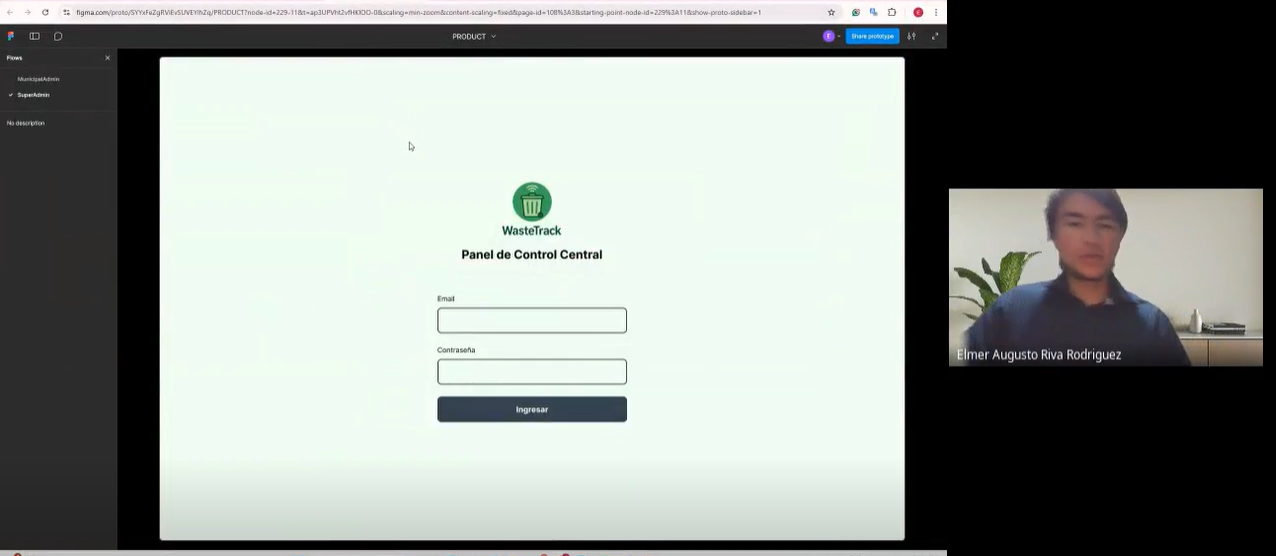 figma.com/proto/SYYxFeZgRViEvSUVEYlhZq/PRODUCT?node-id=229-11&t=ap3UPVht2vfHKlOO-0&scaling=min-zoom&content-scaling=fixed&page-id=108%3A3&starting-point-node-id=229%3A11&show-proto-sidebar=1
PRODUCT
E
Share prototype
Flows
MunicipalAdmin
SuperAdmin
No description
WasteTrack
Panel de Control Central
Email
Contraseña
Ingresar
Elmer Augusto Riva Rodriguez